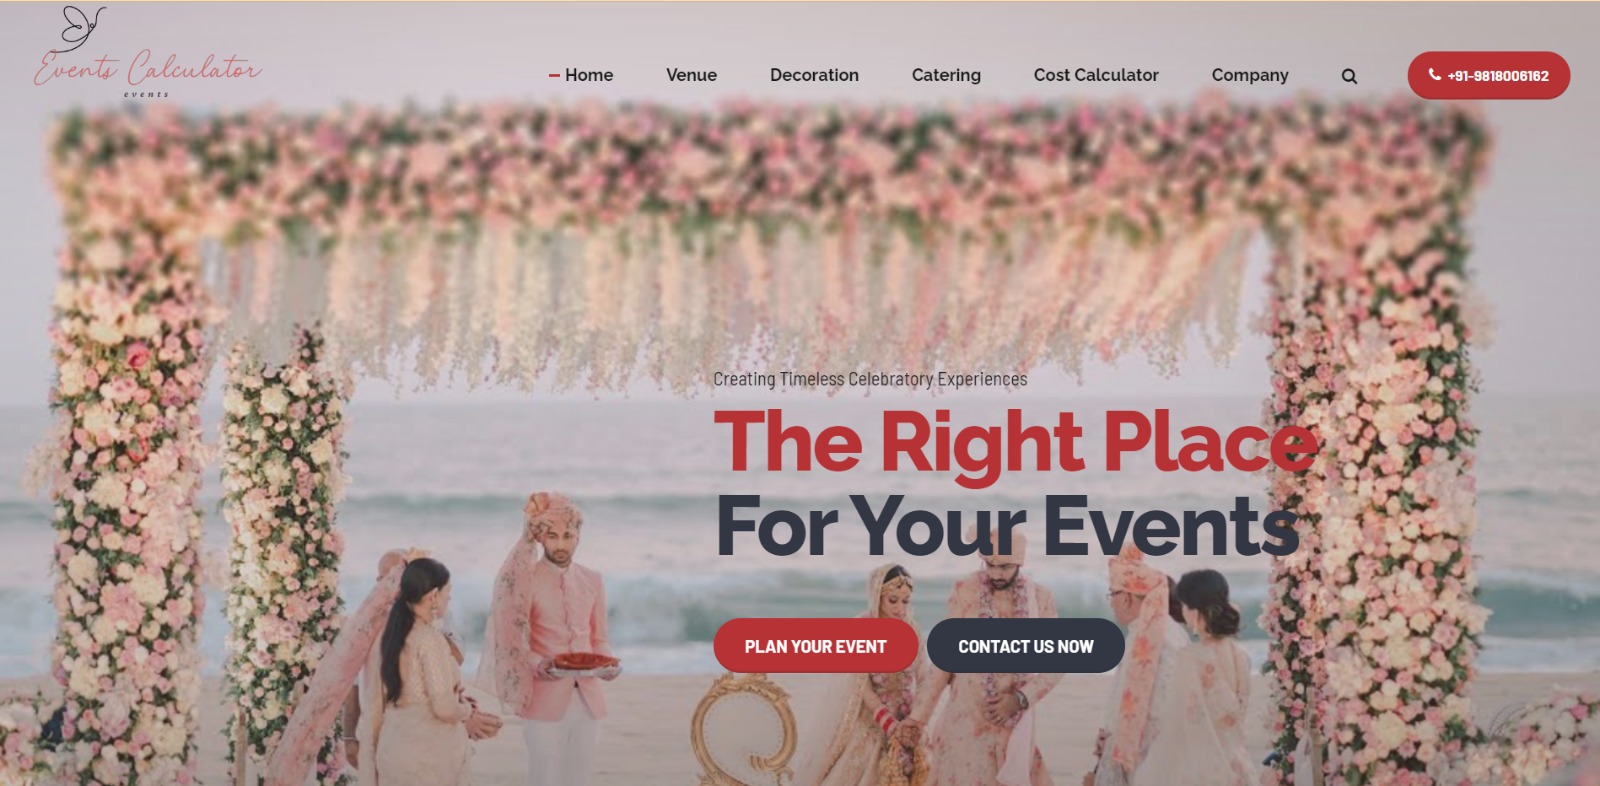 Events Calculator
events
Home
Venue
Decoration
Catering
Cost Calculator
Company
+91-9818006162
Creating Timeless Celebratory Experiences
The Right Place
For Your Events
PLAN YOUR EVENT
CONTACT US NOW